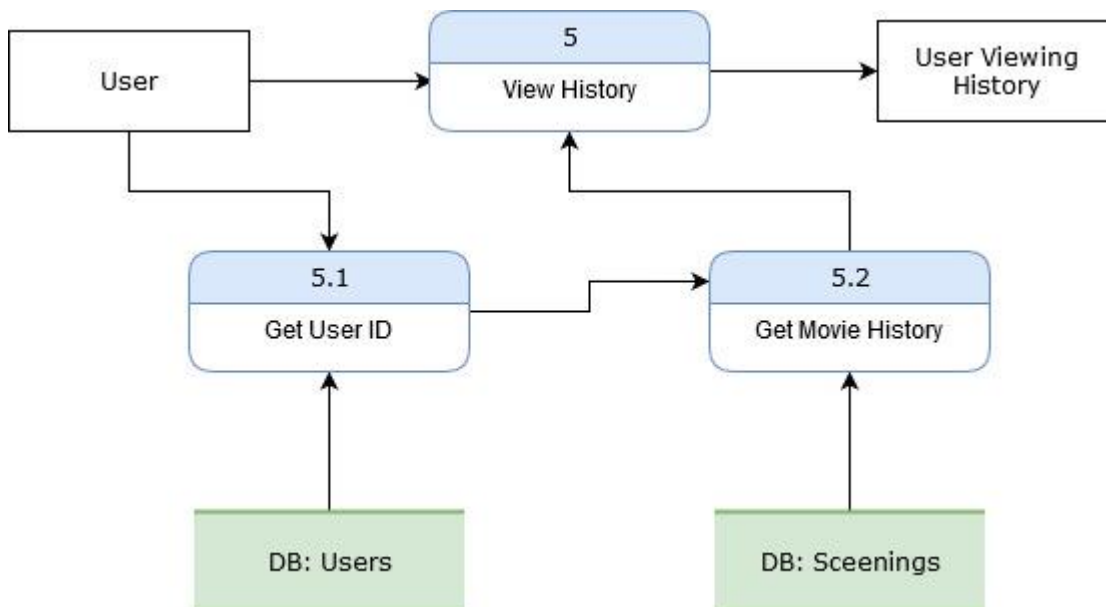 User
5
View History
User Viewing
History
5.1
Get User ID
5.2
Get Movie History
DB: Users
DB: Sceenings